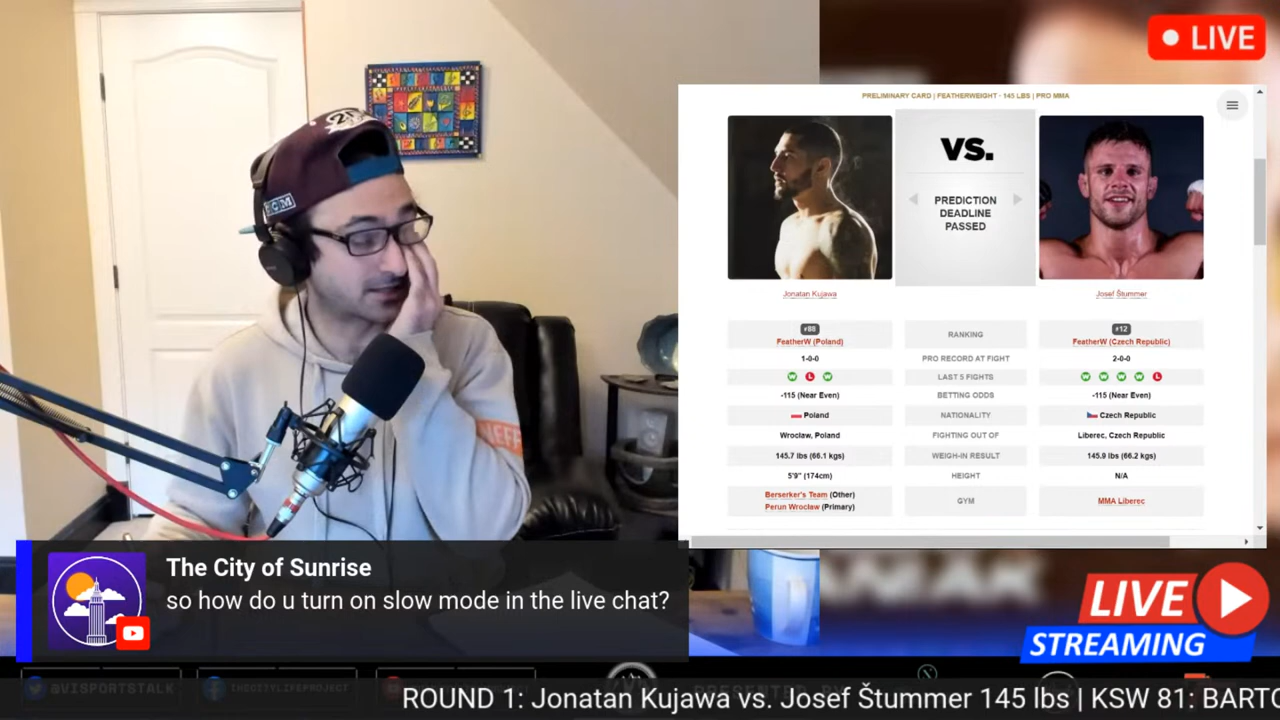 LIVE
PRELIMINARY CARD | FEATHERWEIGHT · 145 LBS | PRO MMA
VS.
PREDICTION
DEADLINE
PASSED
Jonatan Kujawa
Josef Štummer
#88
FeatherW (Poland)
RANKING
#12
FeatherW (Czech Republic)
1-0-0
PRO RECORD AT FIGHT
2-0-0
W L W
LAST 5 FIGHTS
W W W W L
-115 (Near Even)
BETTING ODDS
-115 (Near Even)
Poland
NATIONALITY
Czech Republic
Wrocław, Poland
FIGHTING OUT OF
Liberec, Czech Republic
145.7 lbs (66.1 kgs)
WEIGH-IN RESULT
145.9 lbs (66.2 kgs)
5'9" (174cm)
HEIGHT
N/A
Berserker's Team (Other)
Perun Wrocław (Primary)
GYM
MMA Liberec
The City of Sunrise
so how do u turn on slow mode in the live chat?
LIVE
STREAMING
@VISPORTSTALK
THECITYLIFEPROJECT
ROUND 1: Jonatan Kujawa vs. Josef Štummer 145 lbs | KSW 81: BARTO